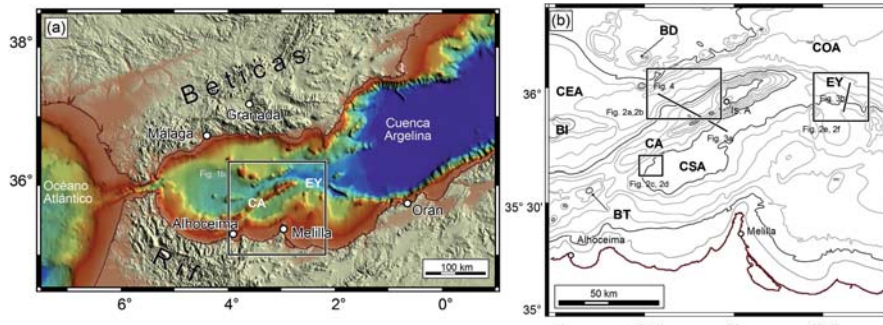 (a)
38°
36°
6°
4°
2°
0°
Beticas
Granada
Málaga
Cuenca
Argelina
Océano
Atlántico
Fig. 1b
EY
CA
Orán
Alhoceima
Melilla
Rif
100 km
(b)
36°
35° 30'
35°
BD
COA
CEA
Fig. 4
EY
Fig. 3b
Fig. 2a,2b
Is. A
BI
Fig. 3a
Fig. 2e, 2f
CA
CSA
Fig. 2c, 2d
BT
Alhoceima
Melilla
50 km